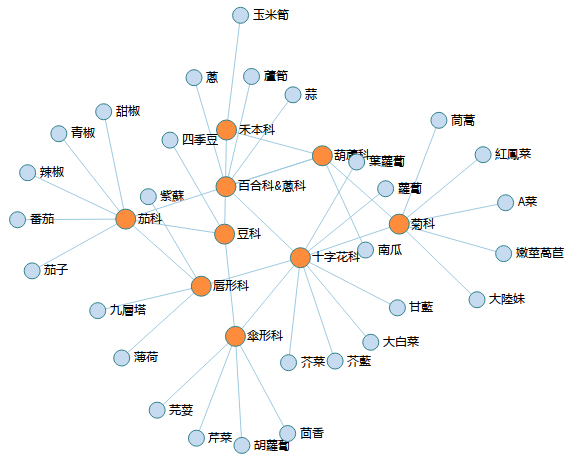 玉米筍
蔥
蘆筍
蒜
甜椒
茼蒿
青椒
禾本科
四季豆
葫蘆科
紅鳳菜
葉蘿蔔
辣椒
百合科&蔥科
蘿蔔
紫蘇
A菜
番茄
茄科
菊科
豆科
南瓜
嫩莖萵苣
十字花科
茄子
唇形科
大陸妹
九層塔
甘藍
傘形科
大白菜
薄荷
芥菜
芥藍
芫荽
茴香
芹菜
胡蘿蔔